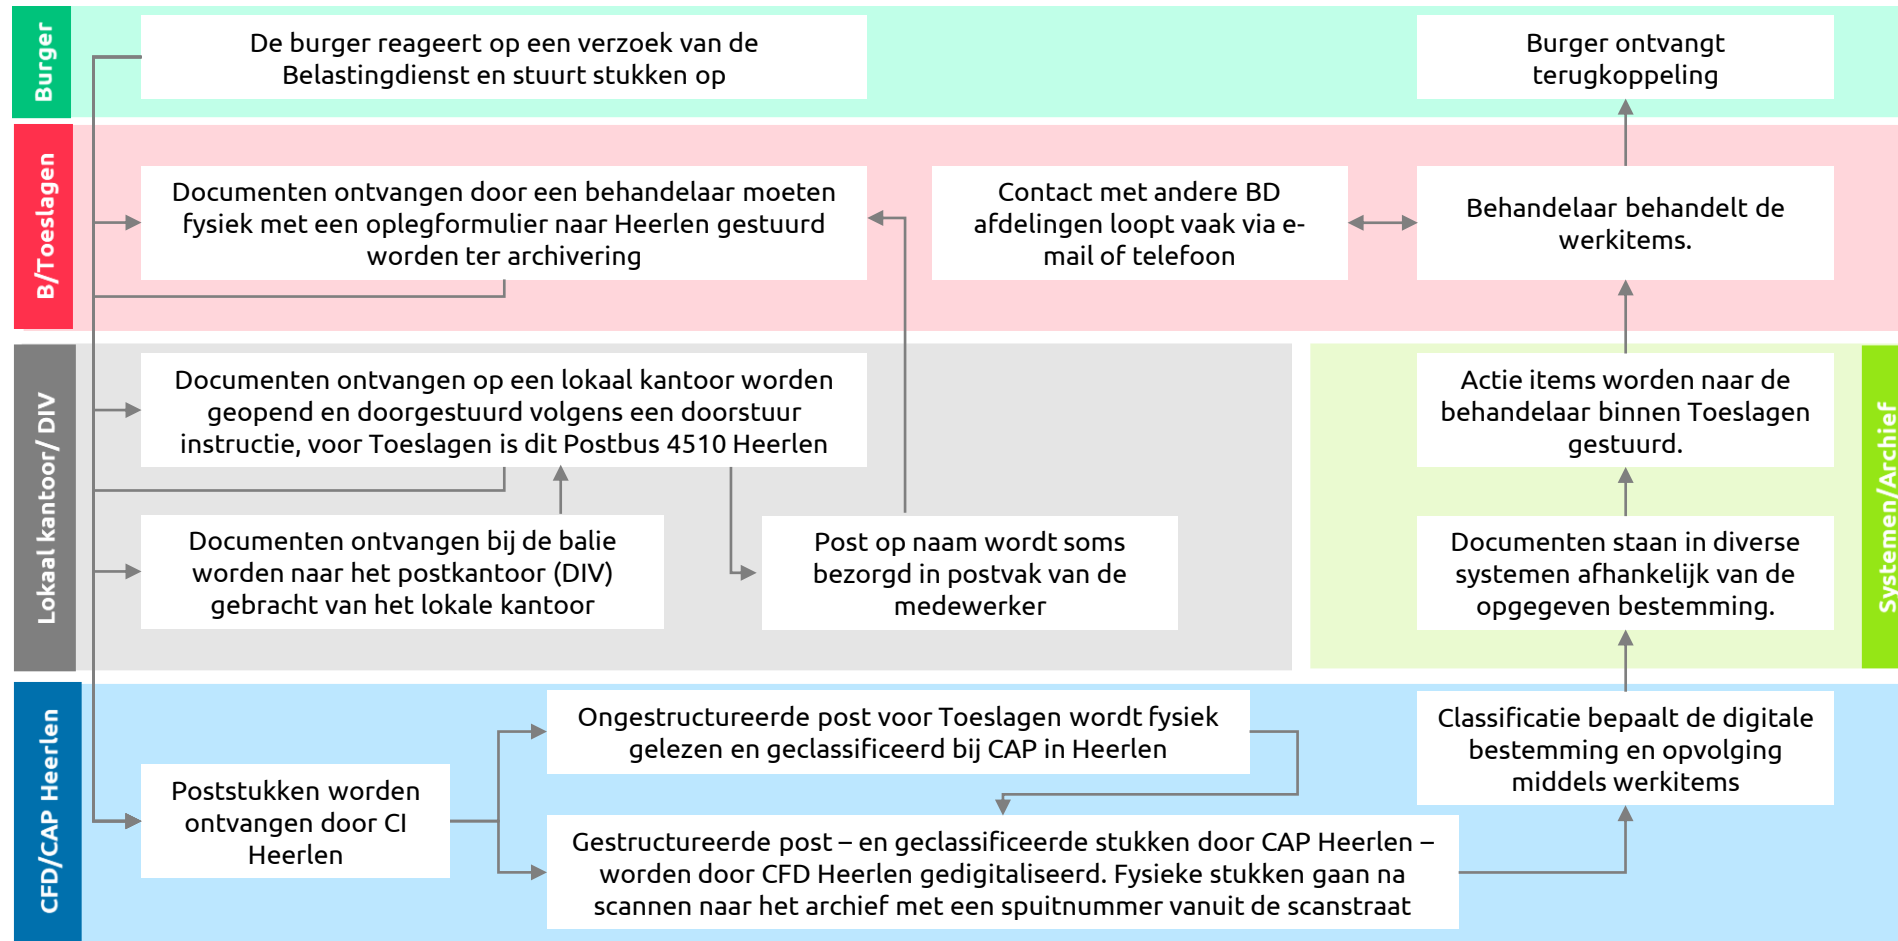 Burger
De burger reageert op een verzoek van de
Belastingdienst en stuurt stukken op
Burger ontvangt
terugkoppeling
B/Toeslagen
Documenten ontvangen door een behandelaar moeten
fysiek met een oplegformulier naar Heerlen gestuurd
worden ter archivering
Contact met andere BD
afdelingen loopt vaak via e-
mail of telefoon
Behandelaar behandelt de
werkitems.
Lokaal kantoor/ DIV
Documenten ontvangen op een lokaal kantoor worden
geopend en doorgestuurd volgens een doorstuur
instructie, voor Toeslagen is dit Postbus 4510 Heerlen
Documenten ontvangen bij de balie
worden naar het postkantoor (DIV)
gebracht van het lokale kantoor
Post op naam wordt soms
bezorgd in postvak van de
medewerker
Actie items worden naar de
behandelaar binnen Toeslagen
gestuurd.
Documenten staan in diverse
systemen afhankelijk van de
opgegeven bestemming.
Systemen/Archief
CFD/CAP Heerlen
Poststukken worden
ontvangen door CI
Heerlen
Ongestructureerde post voor Toeslagen wordt fysiek
gelezen en geclassificeerd bij CAP in Heerlen
Gestructureerde post – en geclassificeerde stukken door CAP Heerlen –
worden door CFD Heerlen gedigitaliseerd. Fysieke stukken gaan na
scannen naar het archief met een spuitnummer vanuit de scanstraat
Classificatie bepaalt de digitale
bestemming en opvolging
middels werkitems